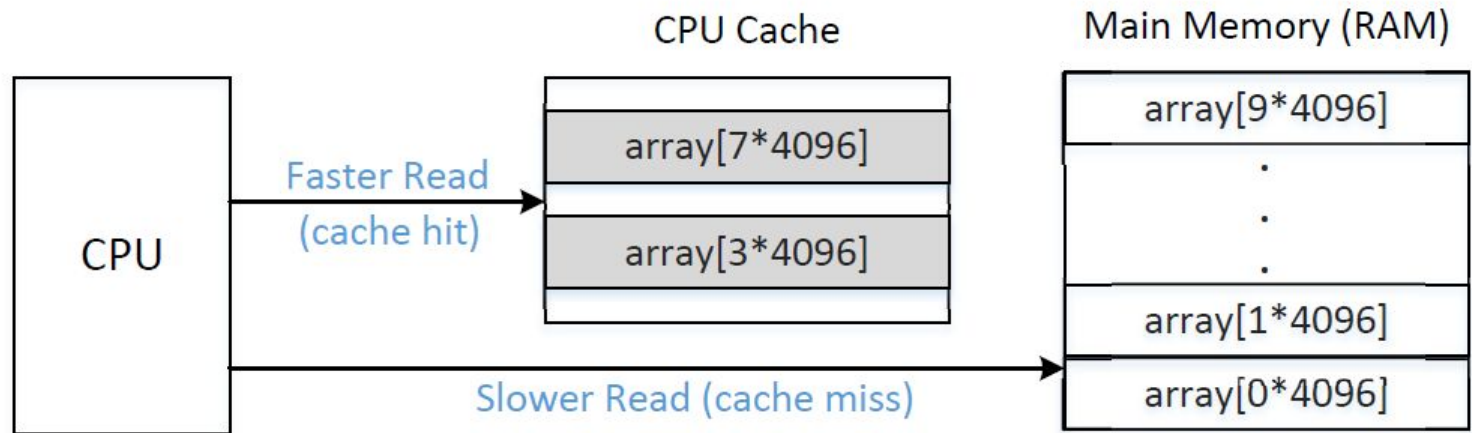 CPU Cache
Main Memory (RAM)
CPU
Faster Read
(cache hit)
array[7*4096]
array[3*4096]
Slower Read (cache miss)
array[9*4096]
.
.
.
array[1*4096]
array[0*4096]